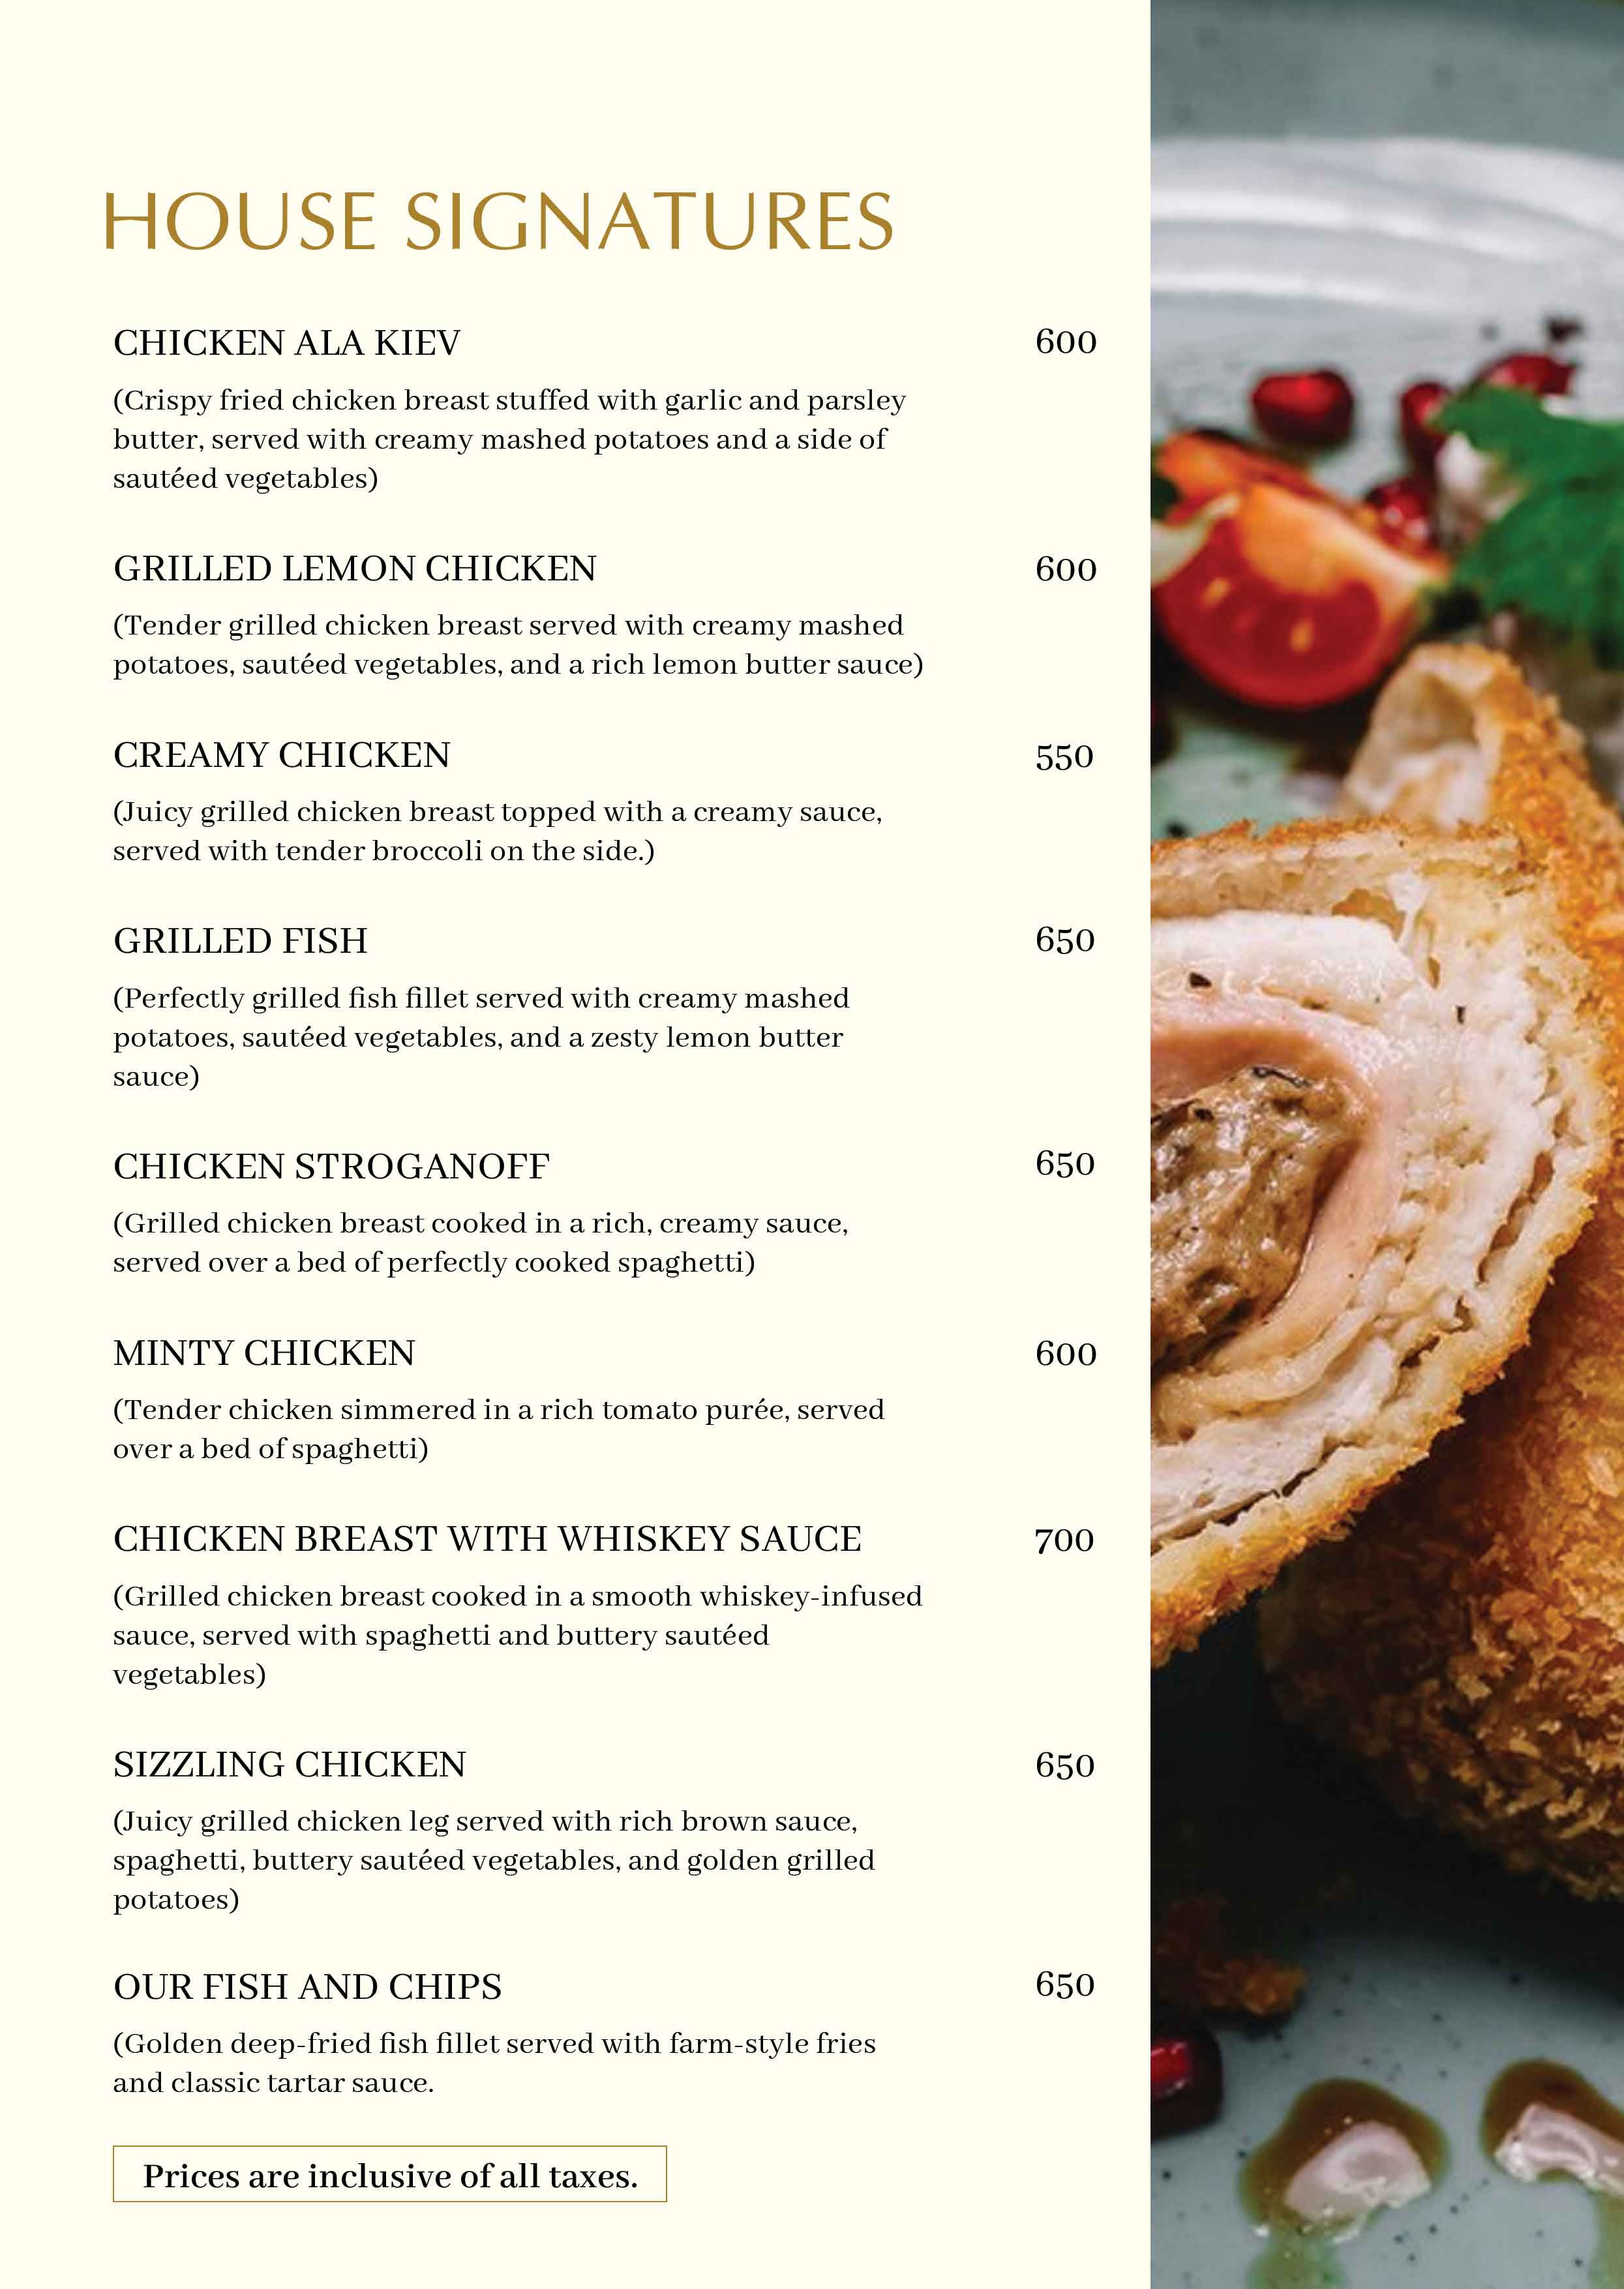 HOUSE SIGNATURES
CHICKEN ALA KIEV 600
(Crispy fried chicken breast stuffed with garlic and parsley
butter, served with creamy mashed potatoes and a side of
sautéed vegetables)
GRILLED LEMON CHICKEN 600
(Tender grilled chicken breast served with creamy mashed
potatoes, sautéed vegetables, and a rich lemon butter sauce)
CREAMY CHICKEN 550
(Juicy grilled chicken breast topped with a creamy sauce,
served with tender broccoli on the side.)
GRILLED FISH 650
(Perfectly grilled fish fillet served with creamy mashed
potatoes, sautéed vegetables, and a zesty lemon butter
sauce)
CHICKEN STROGANOFF 650
(Grilled chicken breast cooked in a rich, creamy sauce,
served over a bed of perfectly cooked spaghetti)
MINTY CHICKEN 600
(Tender chicken simmered in a rich tomato purée, served
over a bed of spaghetti)
CHICKEN BREAST WITH WHISKEY SAUCE 700
(Grilled chicken breast cooked in a smooth whiskey-infused
sauce, served with spaghetti and buttery sautéed
vegetables)
SIZZLING CHICKEN 650
(Juicy grilled chicken leg served with rich brown sauce,
spaghetti, buttery sautéed vegetables, and golden grilled
potatoes)
OUR FISH AND CHIPS 650
(Golden deep-fried fish fillet served with farm-style fries
and classic tartar sauce.
Prices are inclusive of all taxes.